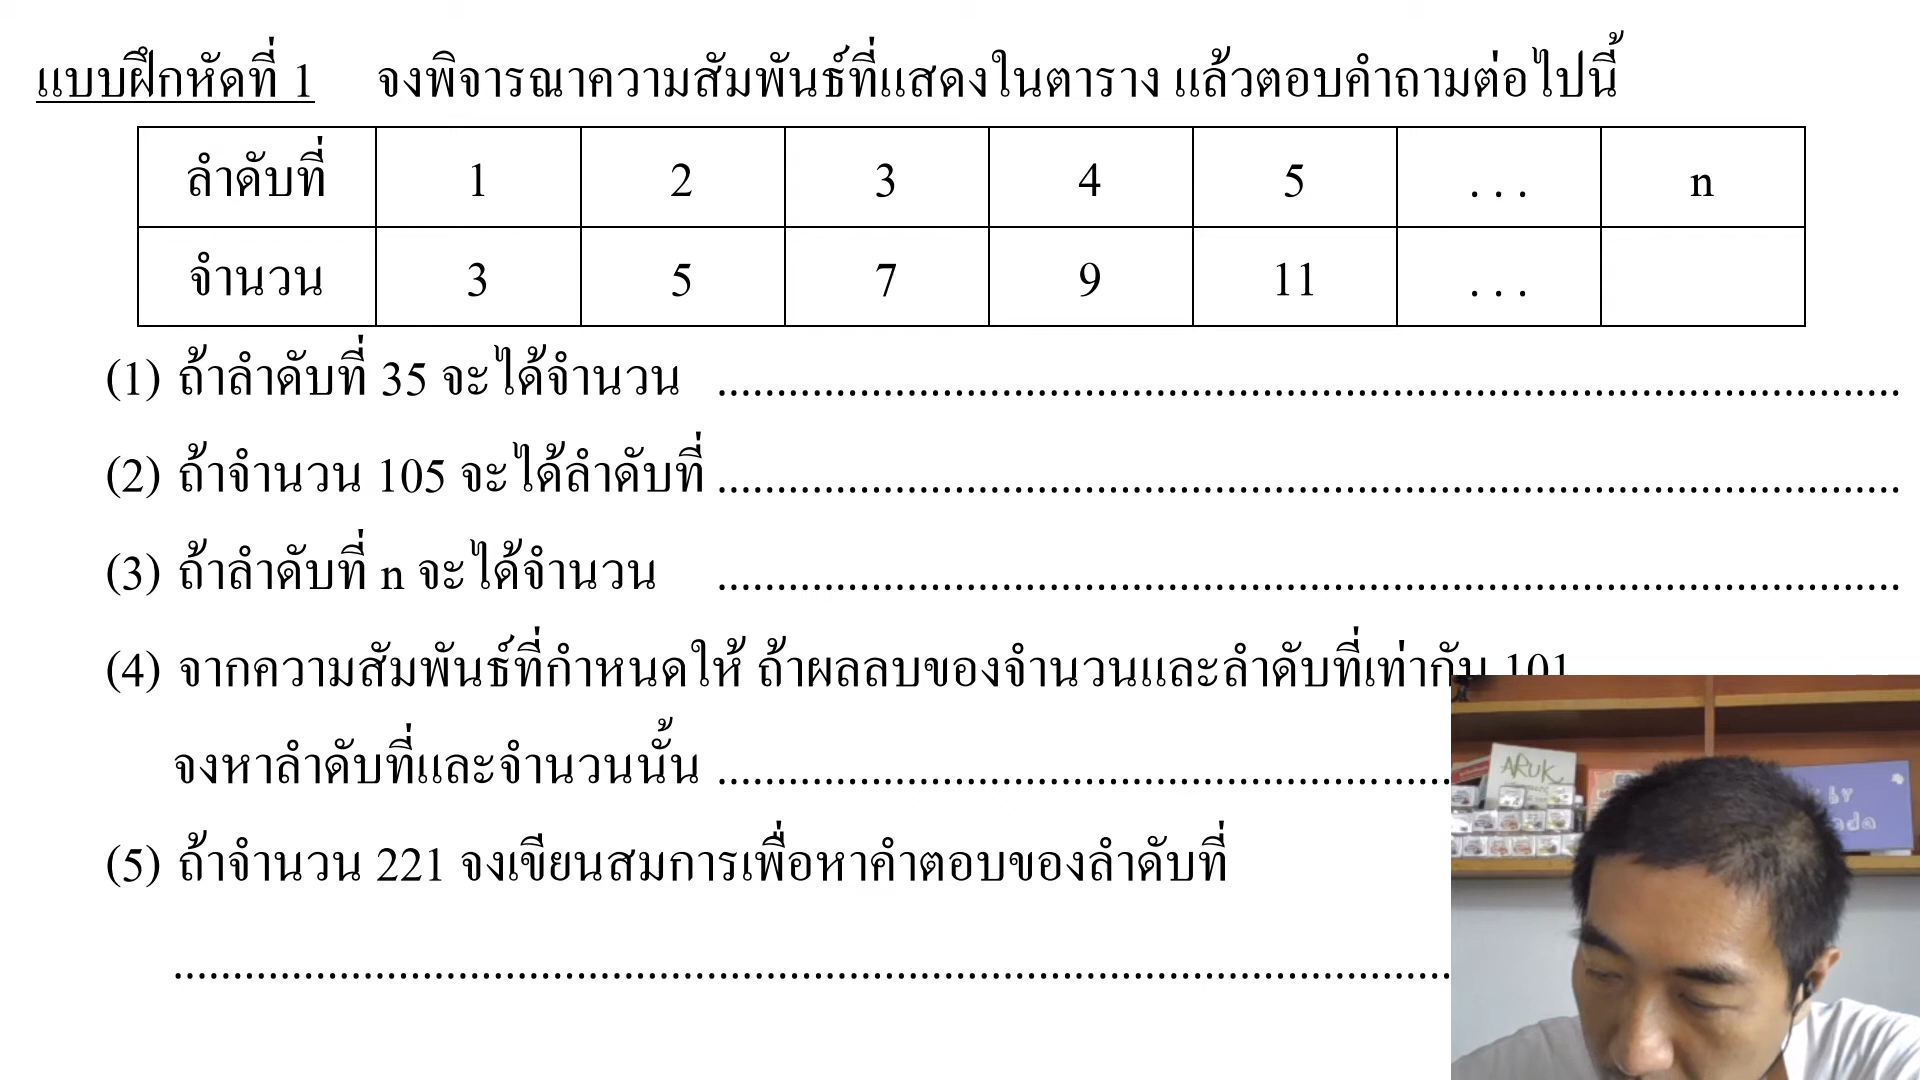 แบบฝึกหัดที่ 1 จงพิจารณาความสัมพันธ์ที่แสดงในตาราง แล้วตอบคำถามต่อไปนี้
ลำดับที่ 1 2 3 4 5 . . . n
จำนวน 3 5 7 9 11 . . .
(1) ถ้าลำดับที่ 35 จะได้จำนวน ........................................
(2) ถ้าจำนวน 105 จะได้ลำดับที่ ........................................
(3) ถ้าลำดับที่ n จะได้จำนวน ........................................
(4) จากความสัมพันธ์ที่กำหนดให้ ถ้าผลลบของจำนวนและลำดับที่เท่ากับ 101
จงหาลำดับที่และจำนวนนั้น ........................................
(5) ถ้าจำนวน 221 จงเขียนสมการเพื่อหาคำตอบของลำดับที่
........................................
ARUK